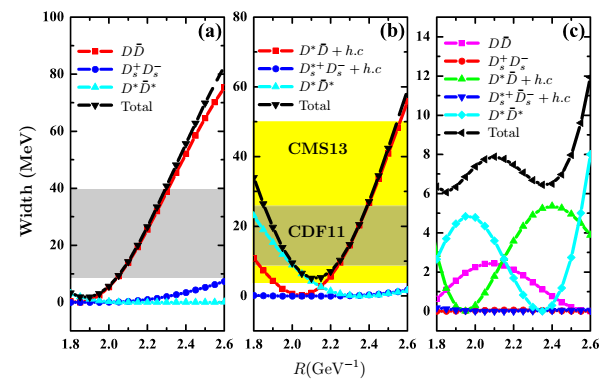 (a)
(b)
(c)
Width (MeV)
100
80
60
40
20
0
80
60
40
20
0
14
12
10
8
6
4
2
0
DD̄
D_s^+D_s^-
D*D̄*
Total
D*D̄ + h.c
D_s^{*+}D_s^- + h.c
D*D̄*
Total
CMS13
CDF11
DD̄
D_s^+D_s^-
D*D̄ + h.c
D_s^{*+}D̄_s^- + h.c
D*D̄*
Total
1.8 2.0 2.2 2.4 2.6
1.8 2.0 2.2 2.4 2.6
1.8 2.0 2.2 2.4 2.6
R(GeV⁻¹)